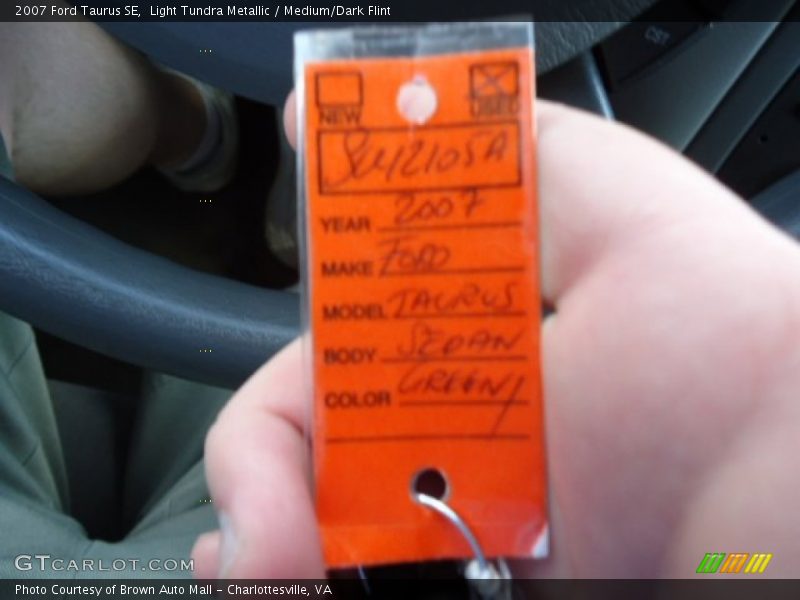 2007 Ford Taurus SE,  Light Tundra Metallic / Medium/Dark Flint
NEW USED
YEAR 2007
MAKE FORD
MODEL TAURUS
BODY SEDAN
COLOR GREEN
GTCARLOT.COM
Photo Courtesy of Brown Auto Mall - Charlottesville, VA